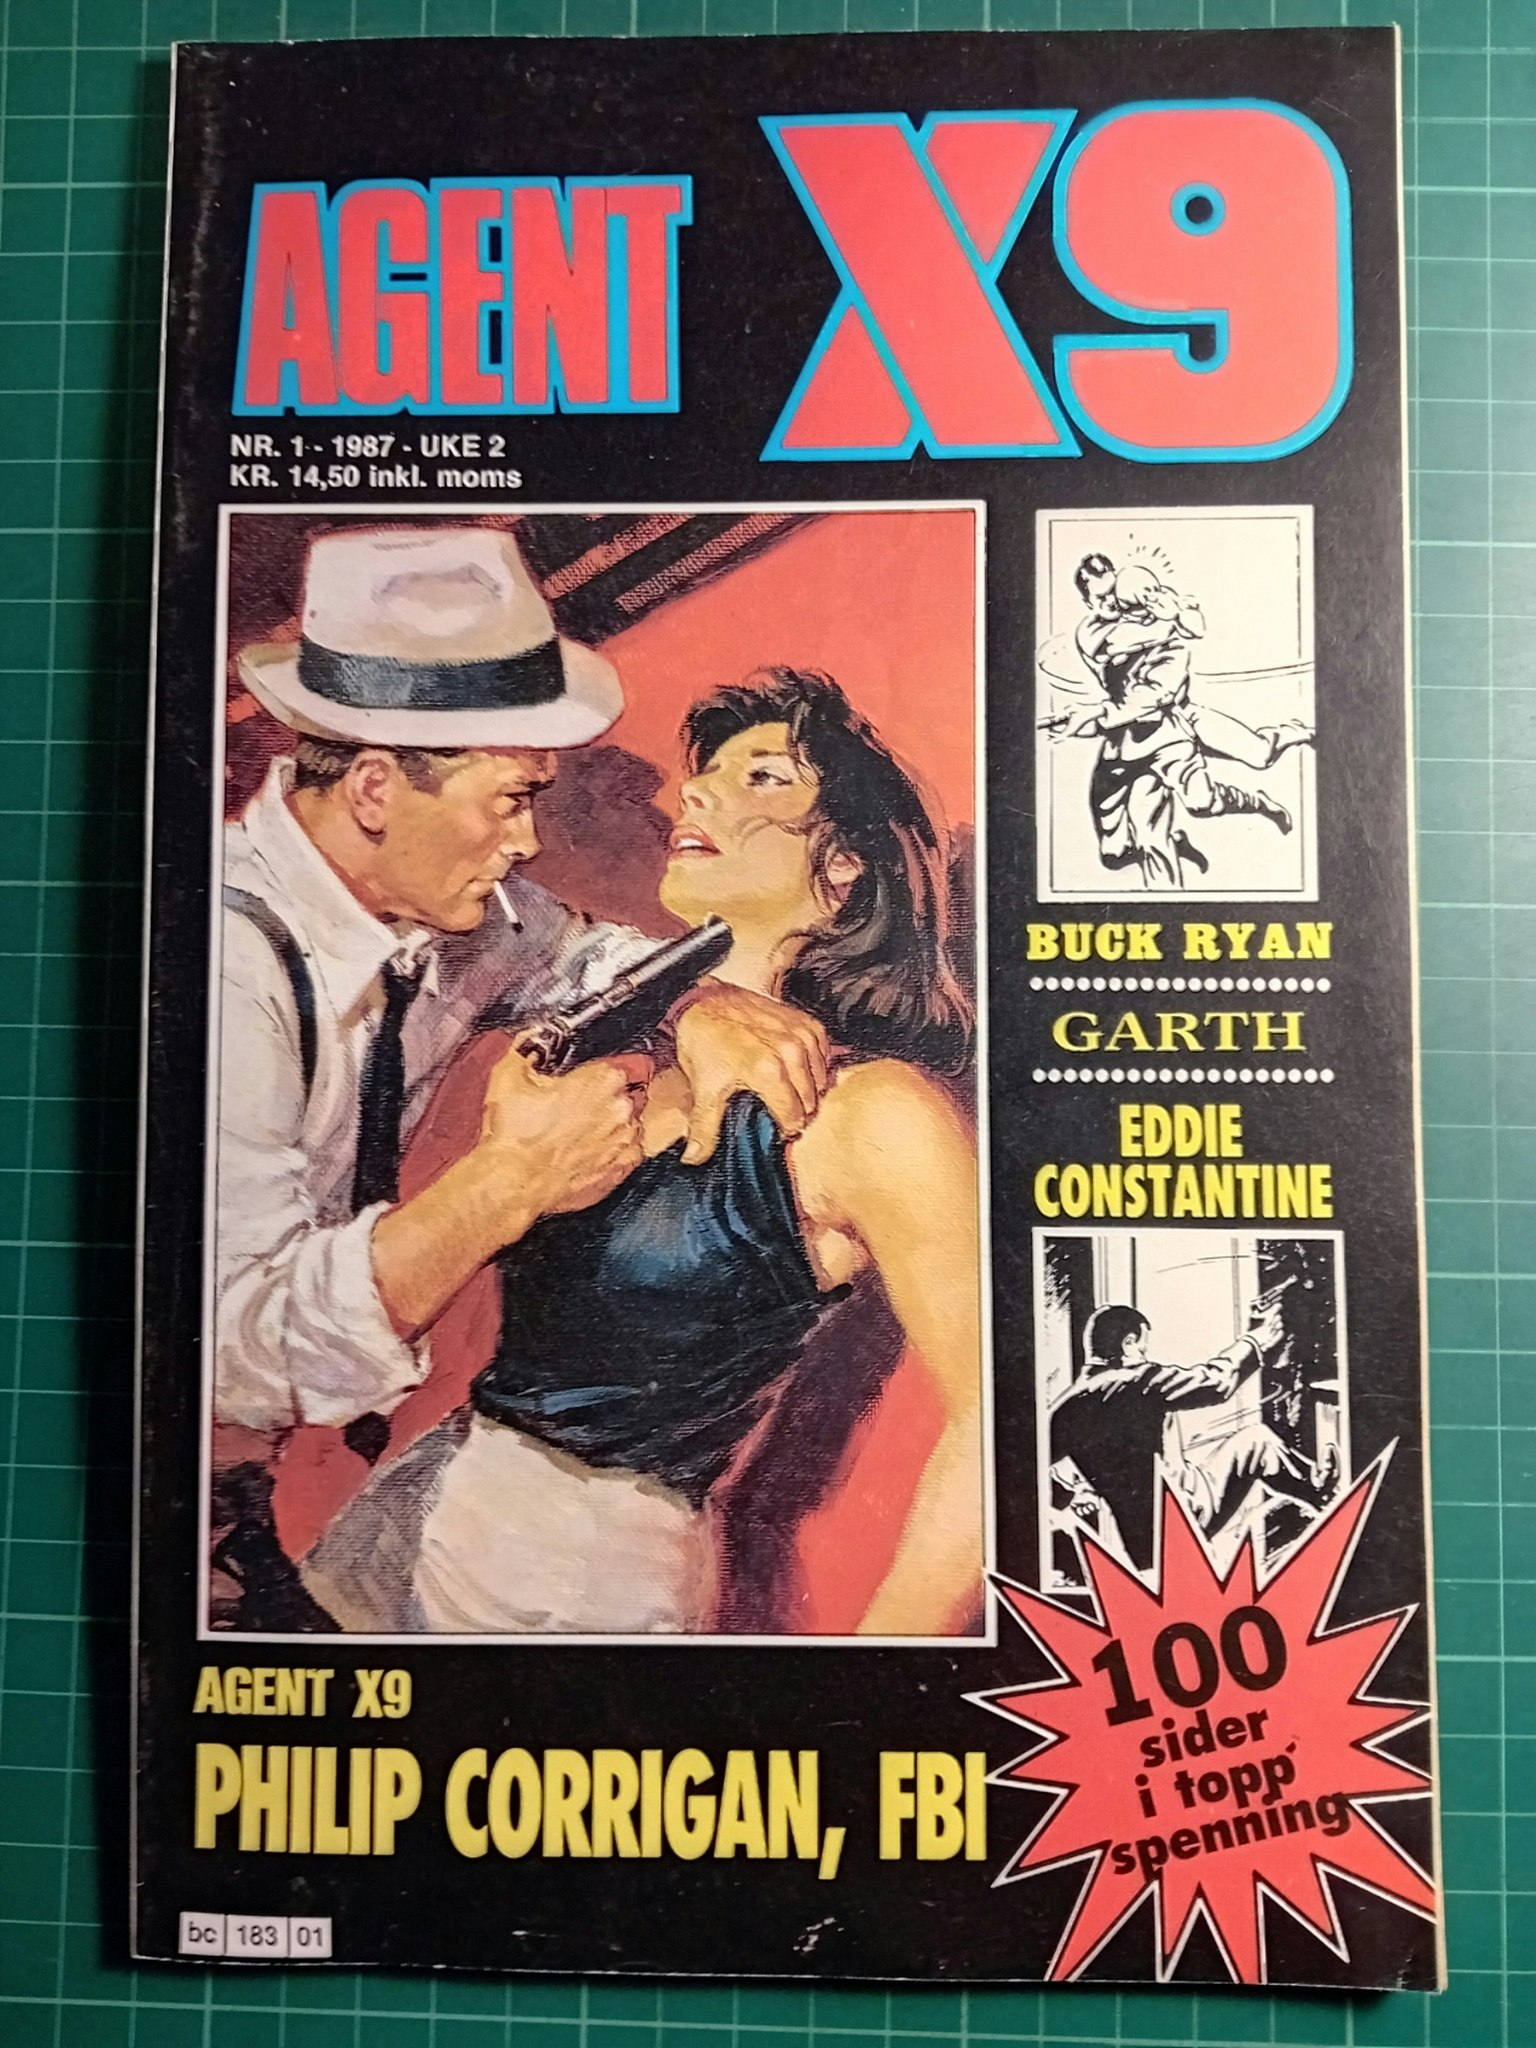 AGENT X9
NR. 1 - 1987 - UKE 2
KR. 14,50 inkl. moms
BUCK RYAN
GARTH
EDDIE
CONSTANTINE
AGENT X9
PHILIP CORRIGAN, FBI
100
sider
i topp
spenning
bc 183 01